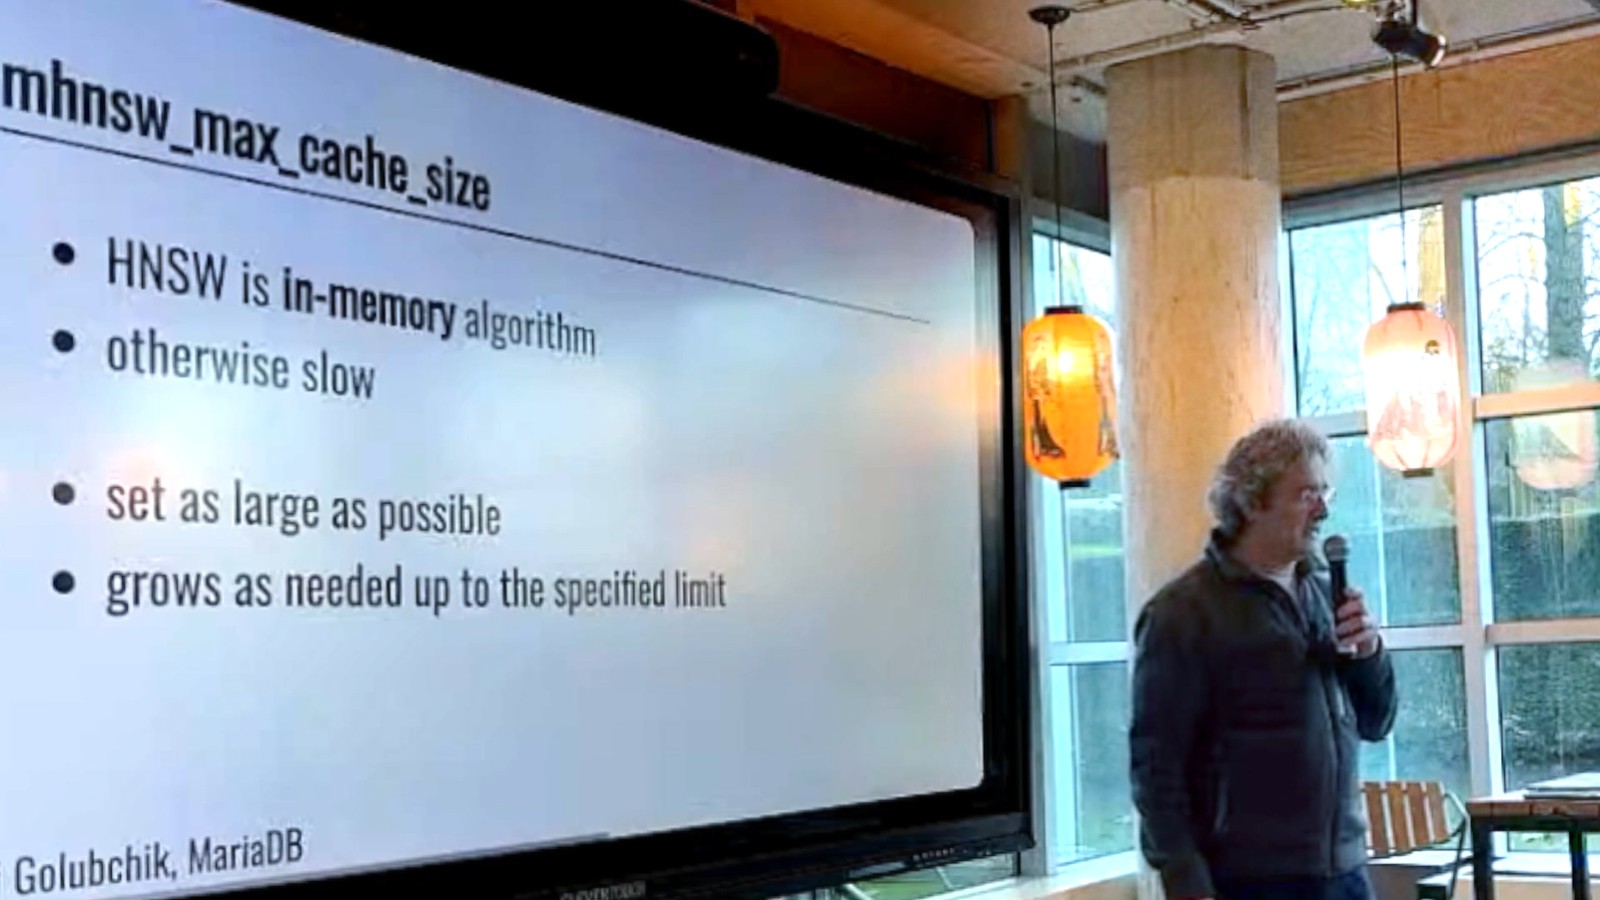 mhnsw_max_cache_size
HNSW is in-memory algorithm
otherwise slow
set as large as possible
grows as needed up to the specified limit
Golubchik, MariaDB